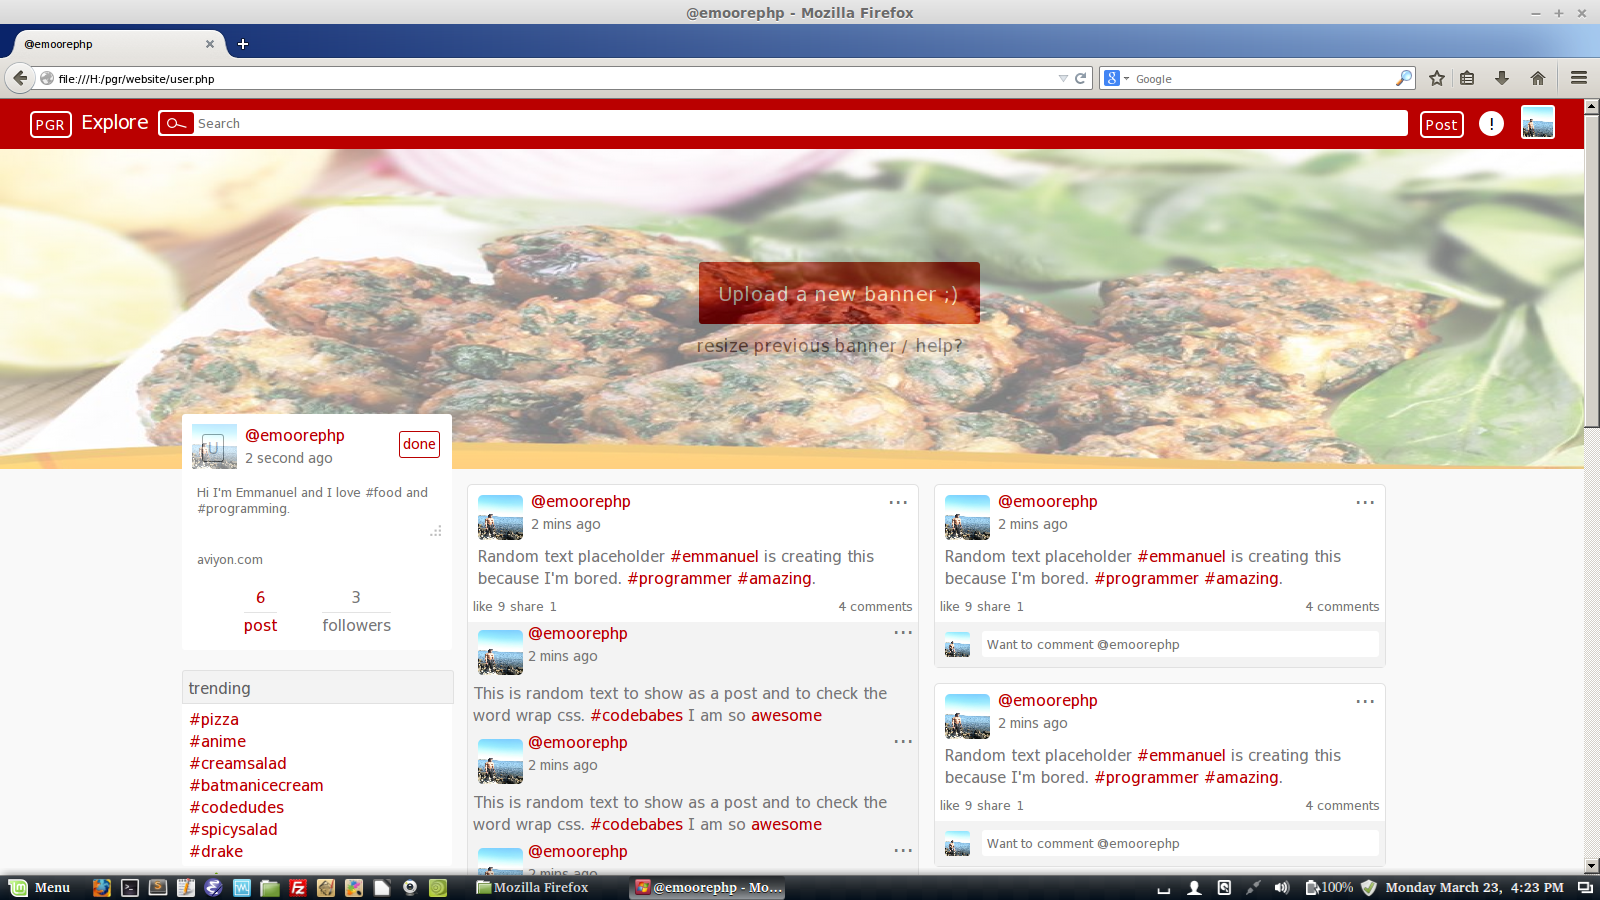 @emoorephp - Mozilla Firefox
@emoorephp
file:///H:/pgr/website/user.php
Google
PGR Explore Search Post !
Upload a new banner ;)
resize previous banner / help?
U
@emoorephp
2 second ago
done
Hi I'm Emmanuel and I love #food and
#programming.
aviyon.com
6 3
post followers
trending
#pizza
#anime
#creamsalad
#batmanicecream
#codedudes
#spicysalad
#drake
@emoorephp ...
2 mins ago
Random text placeholder #emmanuel is creating this
because I'm bored. #programmer #amazing.
like 9 share 1 4 comments
@emoorephp ...
2 mins ago
This is random text to show as a post and to check the
word wrap css. #codebabes I am so awesome
@emoorephp ...
2 mins ago
This is random text to show as a post and to check the
word wrap css. #codebabes I am so awesome
@emoorephp ...
2 mins ago
@emoorephp ...
2 mins ago
Random text placeholder #emmanuel is creating this
because I'm bored. #programmer #amazing.
like 9 share 1 4 comments
Want to comment @emoorephp
@emoorephp ...
2 mins ago
Random text placeholder #emmanuel is creating this
because I'm bored. #programmer #amazing.
like 9 share 1 4 comments
Want to comment @emoorephp
Menu Mozilla Firefox @emoorephp - Mo... 100% Monday March 23, 4:23 PM